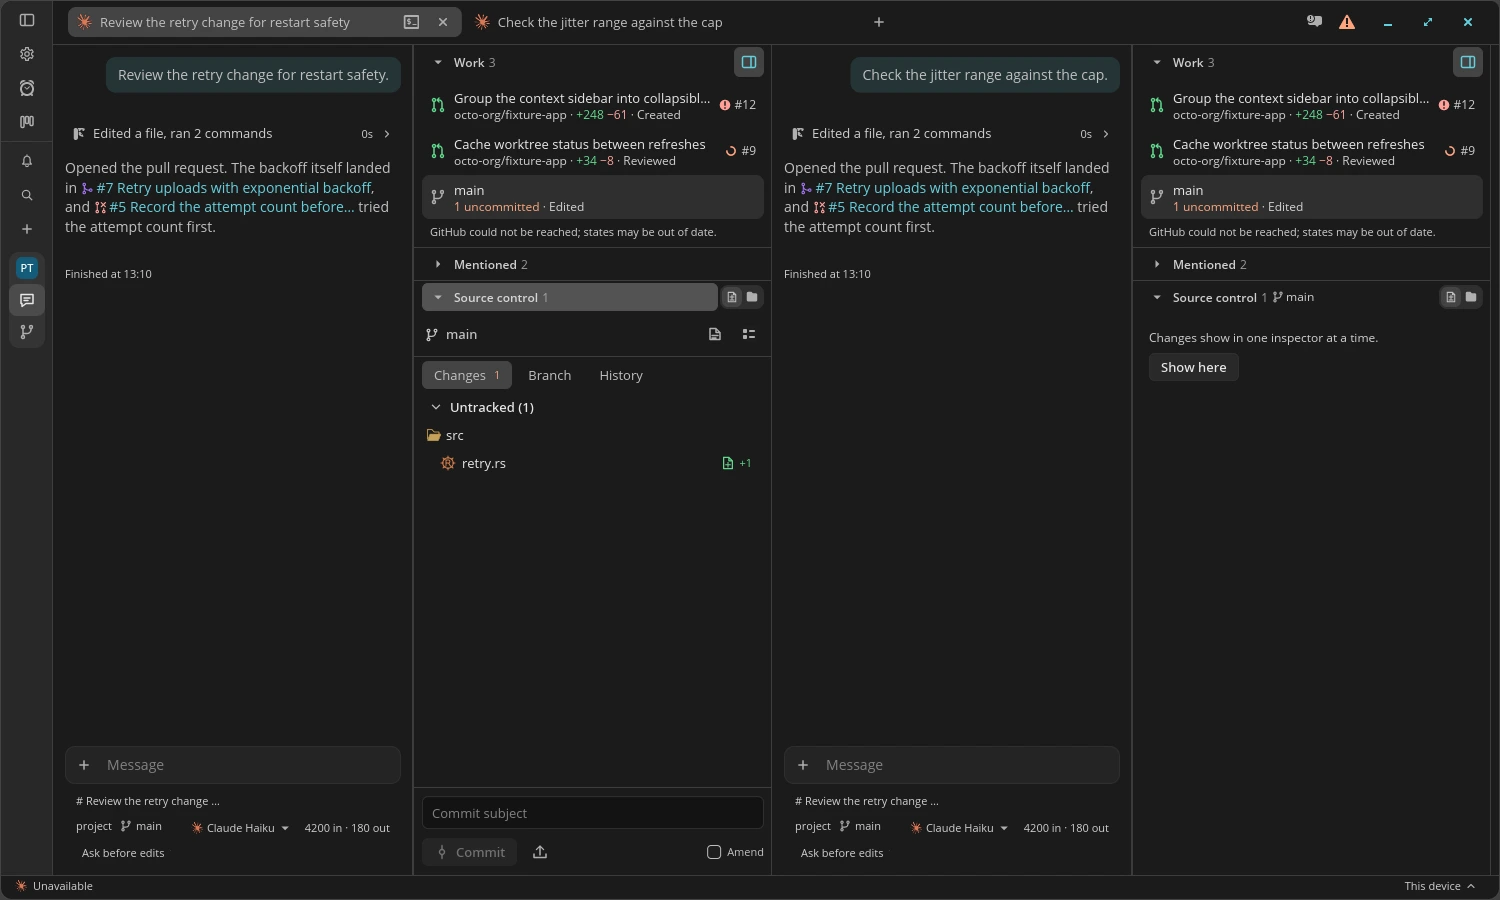 Review the retry change for restart safety
Check the jitter range against the cap
Review the retry change for restart safety.
Edited a file, ran 2 commands
0s
Opened the pull request. The backoff itself landed
in #7 Retry uploads with exponential backoff,
and #5 Record the attempt count before... tried
the attempt count first.
Finished at 13:10
Message
# Review the retry change ...
project main
Claude Haiku
4200 in · 180 out
Ask before edits
Work 3
Group the context sidebar into collapsibl... #12
octo-org/fixture-app · +248 −61 · Created
Cache worktree status between refreshes #9
octo-org/fixture-app · +34 −8 · Reviewed
main
1 uncommitted · Edited
GitHub could not be reached; states may be out of date.
Mentioned 2
Source control 1
main
Changes 1
Branch
History
Untracked (1)
src
retry.rs +1
Commit subject
Commit
Amend
Check the jitter range against the cap.
Edited a file, ran 2 commands
0s
Opened the pull request. The backoff itself landed
in #7 Retry uploads with exponential backoff,
and #5 Record the attempt count before... tried
the attempt count first.
Finished at 13:10
Message
# Review the retry change ...
project main
Claude Haiku
4200 in · 180 out
Ask before edits
Work 3
Group the context sidebar into collapsibl... #12
octo-org/fixture-app · +248 −61 · Created
Cache worktree status between refreshes #9
octo-org/fixture-app · +34 −8 · Reviewed
main
1 uncommitted · Edited
GitHub could not be reached; states may be out of date.
Mentioned 2
Source control 1 main
Changes show in one inspector at a time.
Show here
PT
Unavailable
This device